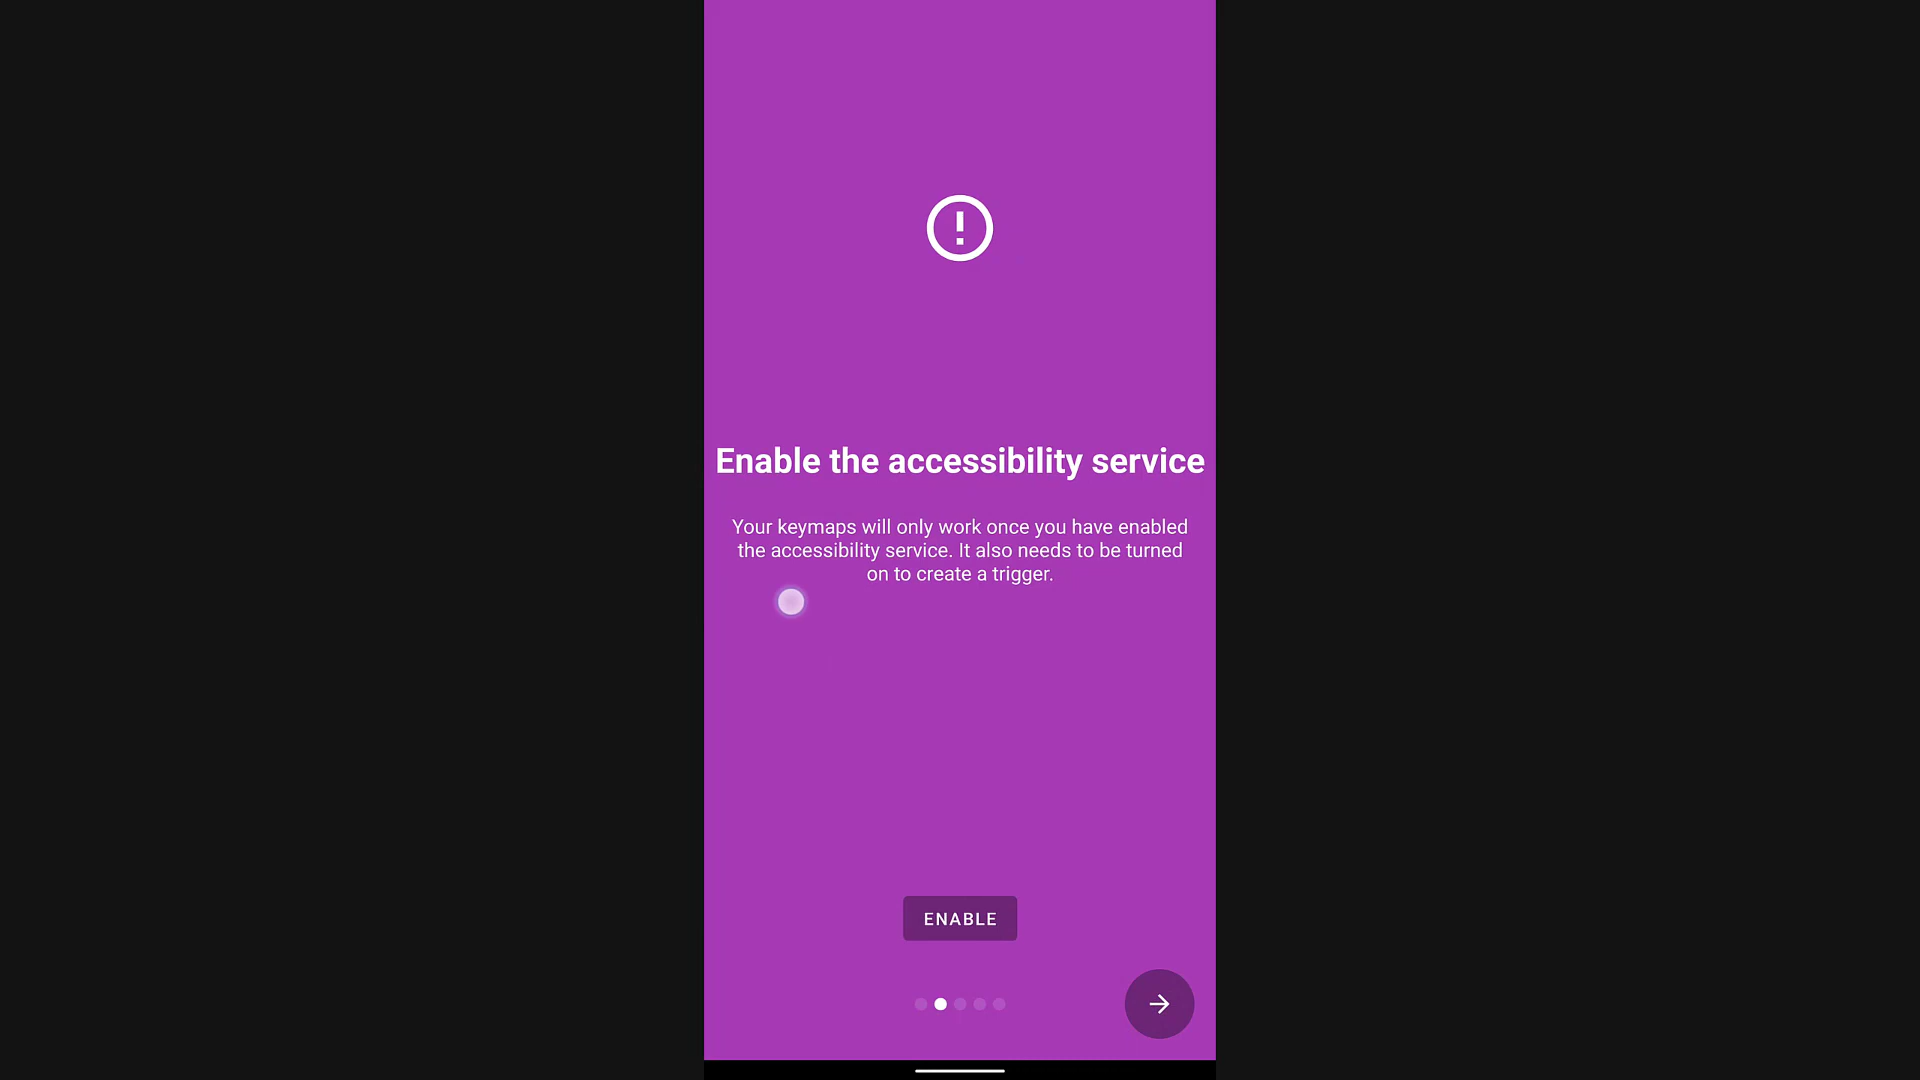 Enable the accessibility service
Your keymaps will only work once you have enabled
the accessibility service. It also needs to be turned
on to create a trigger.
ENABLE